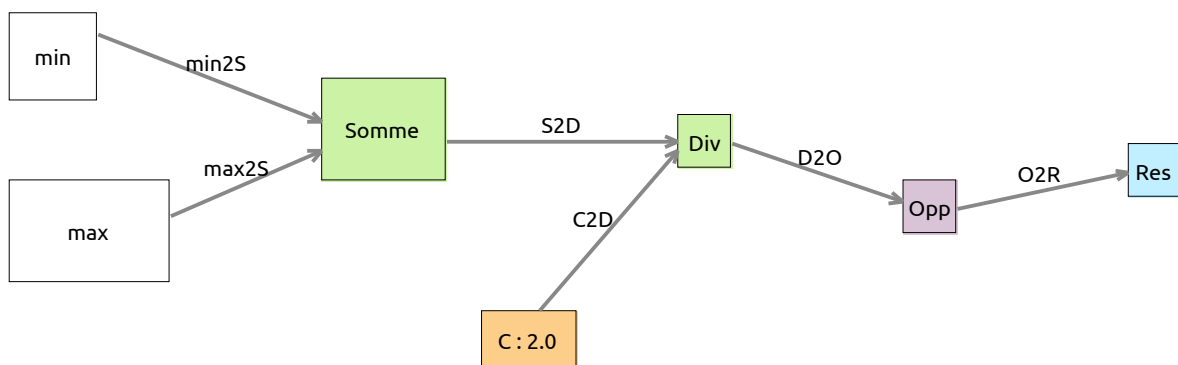 min
min2S
Somme
max2S
max
S2D
Div
C2D
C : 2.0
D2O
Opp
O2R
Res